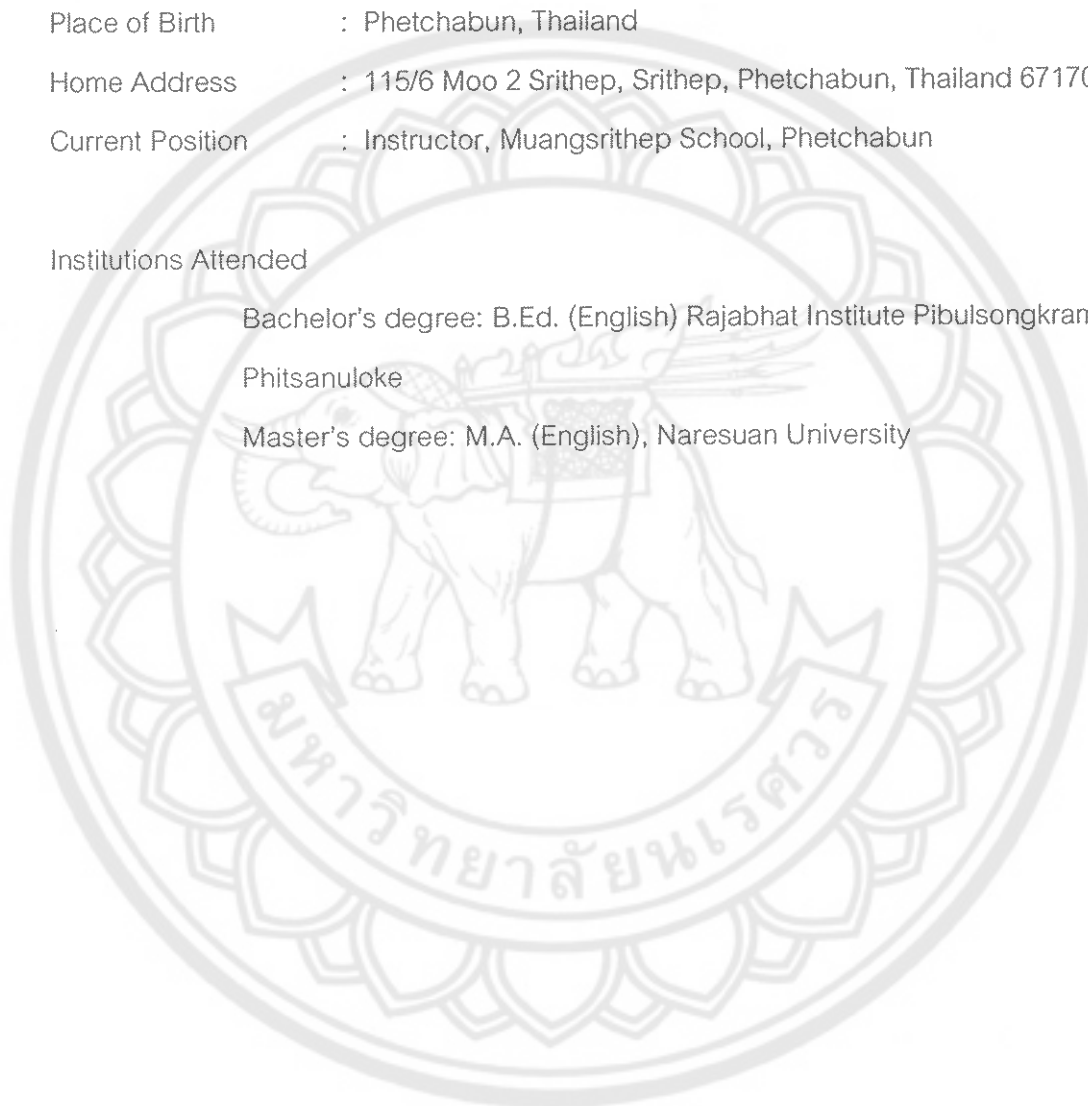 Place of Birth : Phetchabun, Thailand
Home Address : 115/6 Moo 2 Srithep, Srithep, Phetchabun, Thailand 67170
Current Position : Instructor, Muangsrithep School, Phetchabun
Institutions Attended
Bachelor's degree: B.Ed. (English) Rajabhat Institute Pibulsongkram
Phitsanuloke
Master's degree: M.A. (English), Naresuan University
มหาวิทยาลัยนเรศวร